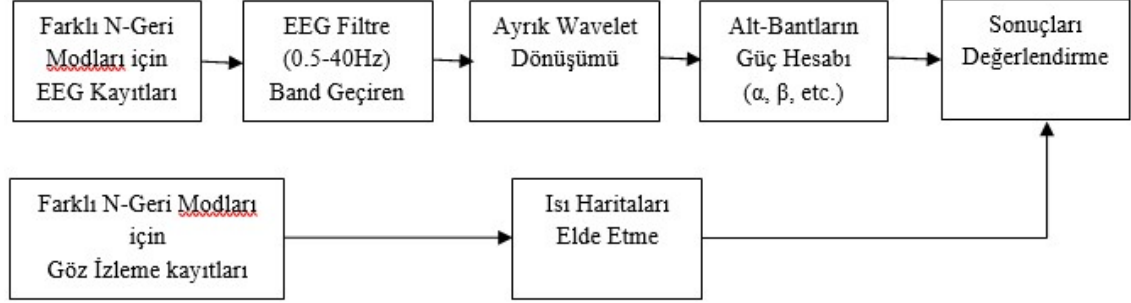 Farklı N-Geri
Modları için
EEG Kayıtları
EEG Filtre
(0.5-40Hz)
Band Geçiren
Ayrık Wavelet
Dönüşümü
Alt-Bantların
Güç Hesabı
(α, β, etc.)
Sonuçları
Değerlendirme
Farklı N-Geri Modları
için
Göz İzleme kayıtları
Isı Haritaları
Elde Etme